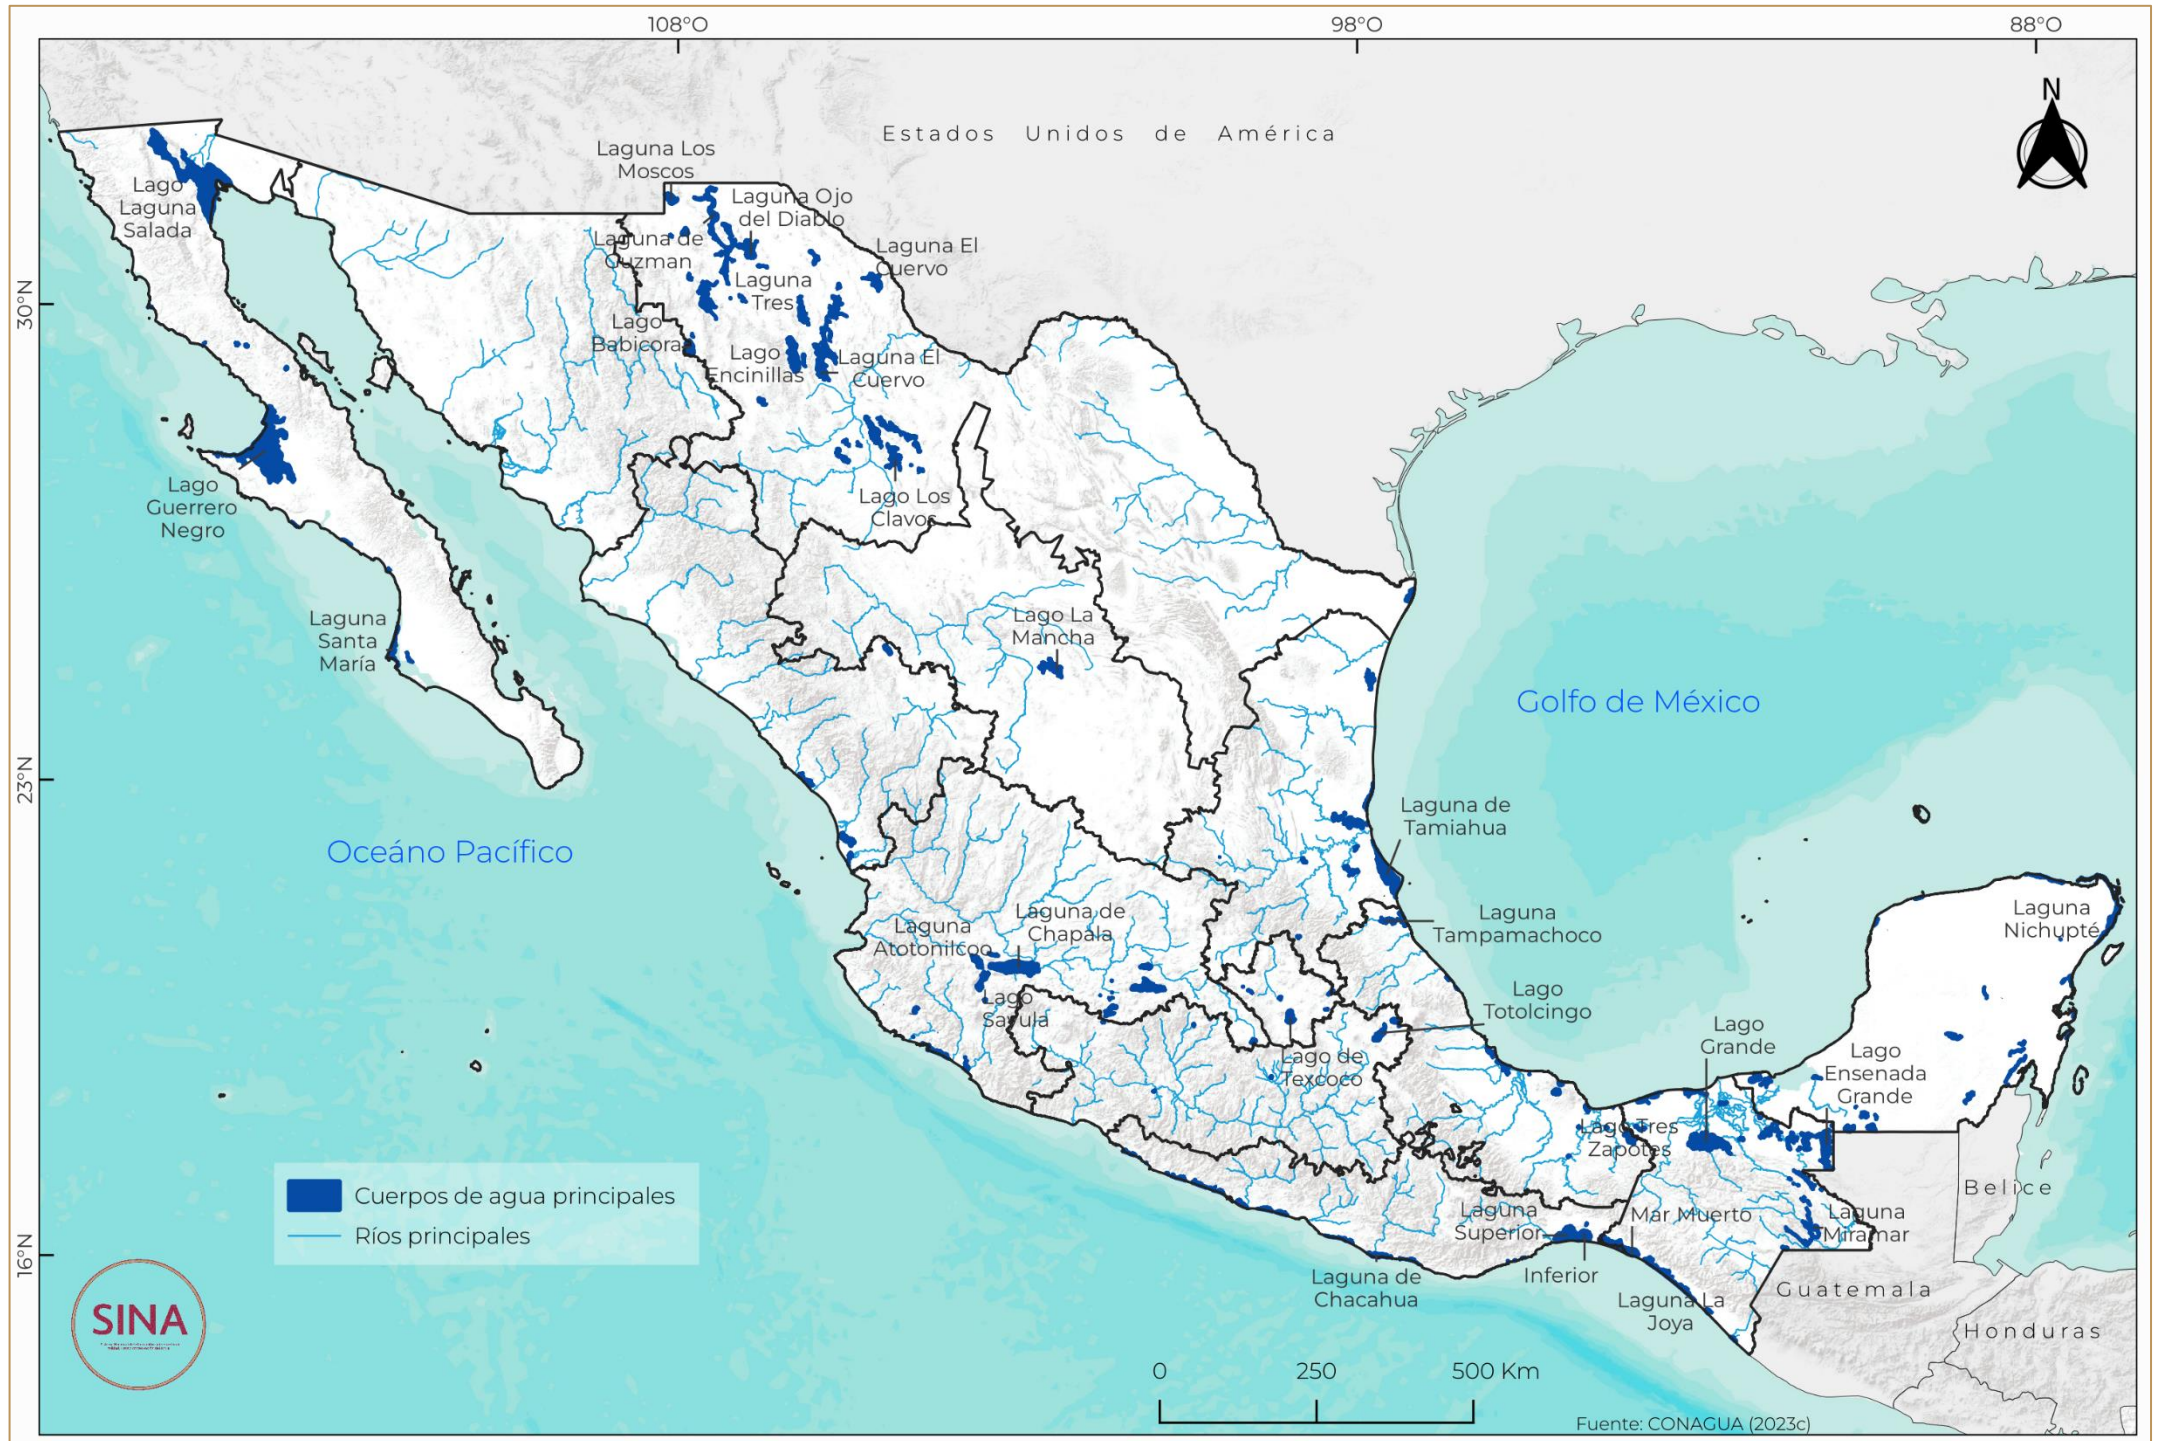 108°O
98°O
88°O
N
Estados Unidos de América
Laguna Los
Moscos
Lago
Laguna
Salada
Laguna Ojo
del Diablo
Laguna de
Guzman
Laguna El
Cuervo
30°N
Laguna
Tres
Lago
Babicora
Lago
Encinillas
Laguna El
Cuervo
Lago
Guerrero
Negro
Lago Los
Clavos
Laguna
Santa
María
Lago La
Mancha
Golfo de México
23°N
Laguna de
Tamiahua
Océano Pacífico
Laguna de
Chapala
Laguna
Atotonilcoo
Laguna
Tampamachoco
Laguna
Nichupté
Lago
Sayula
Lago
Totolcingo
Lago
Grande
Lago de
Texcoco
Lago
Ensenada
Grande
Lago Tres
Zapotes
Cuerpos de agua principales
Ríos principales
Belice
Laguna
Superior
Mar Muerto
Laguna
Miramar
16°N
Laguna de
Chacahua
Inferior
Guatemala
Laguna La
Joya
SINA
Honduras
0 250 500 Km
Fuente: CONAGUA (2023c)